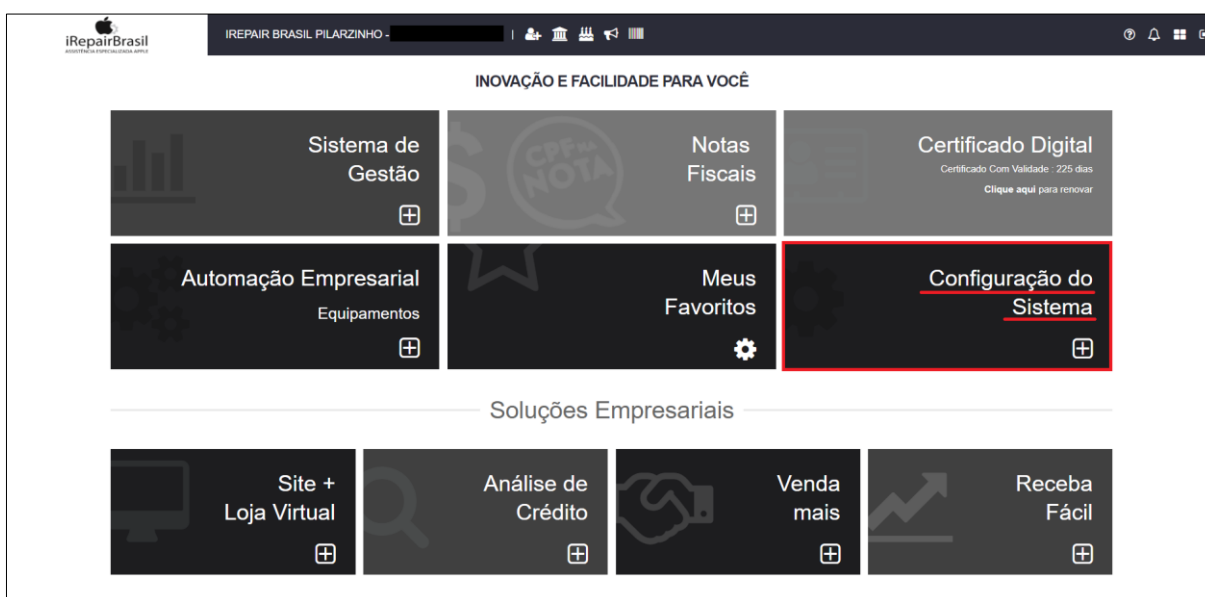 iRepairBrasil
ASSISTÊNCIA ESPECIALIZADA APPLE
IREPAIR BRASIL PILARZINHO -
INOVAÇÃO E FACILIDADE PARA VOCÊ
Sistema de
Gestão
CPF NA
NOTA
Notas
Fiscais
Certificado Digital
Certificado Com Validade : 225 dias
Clique aqui para renovar
Automação Empresarial
Equipamentos
Meus
Favoritos
Configuração do
Sistema
Soluções Empresariais
Site +
Loja Virtual
Análise de
Crédito
Venda
mais
Receba
Fácil